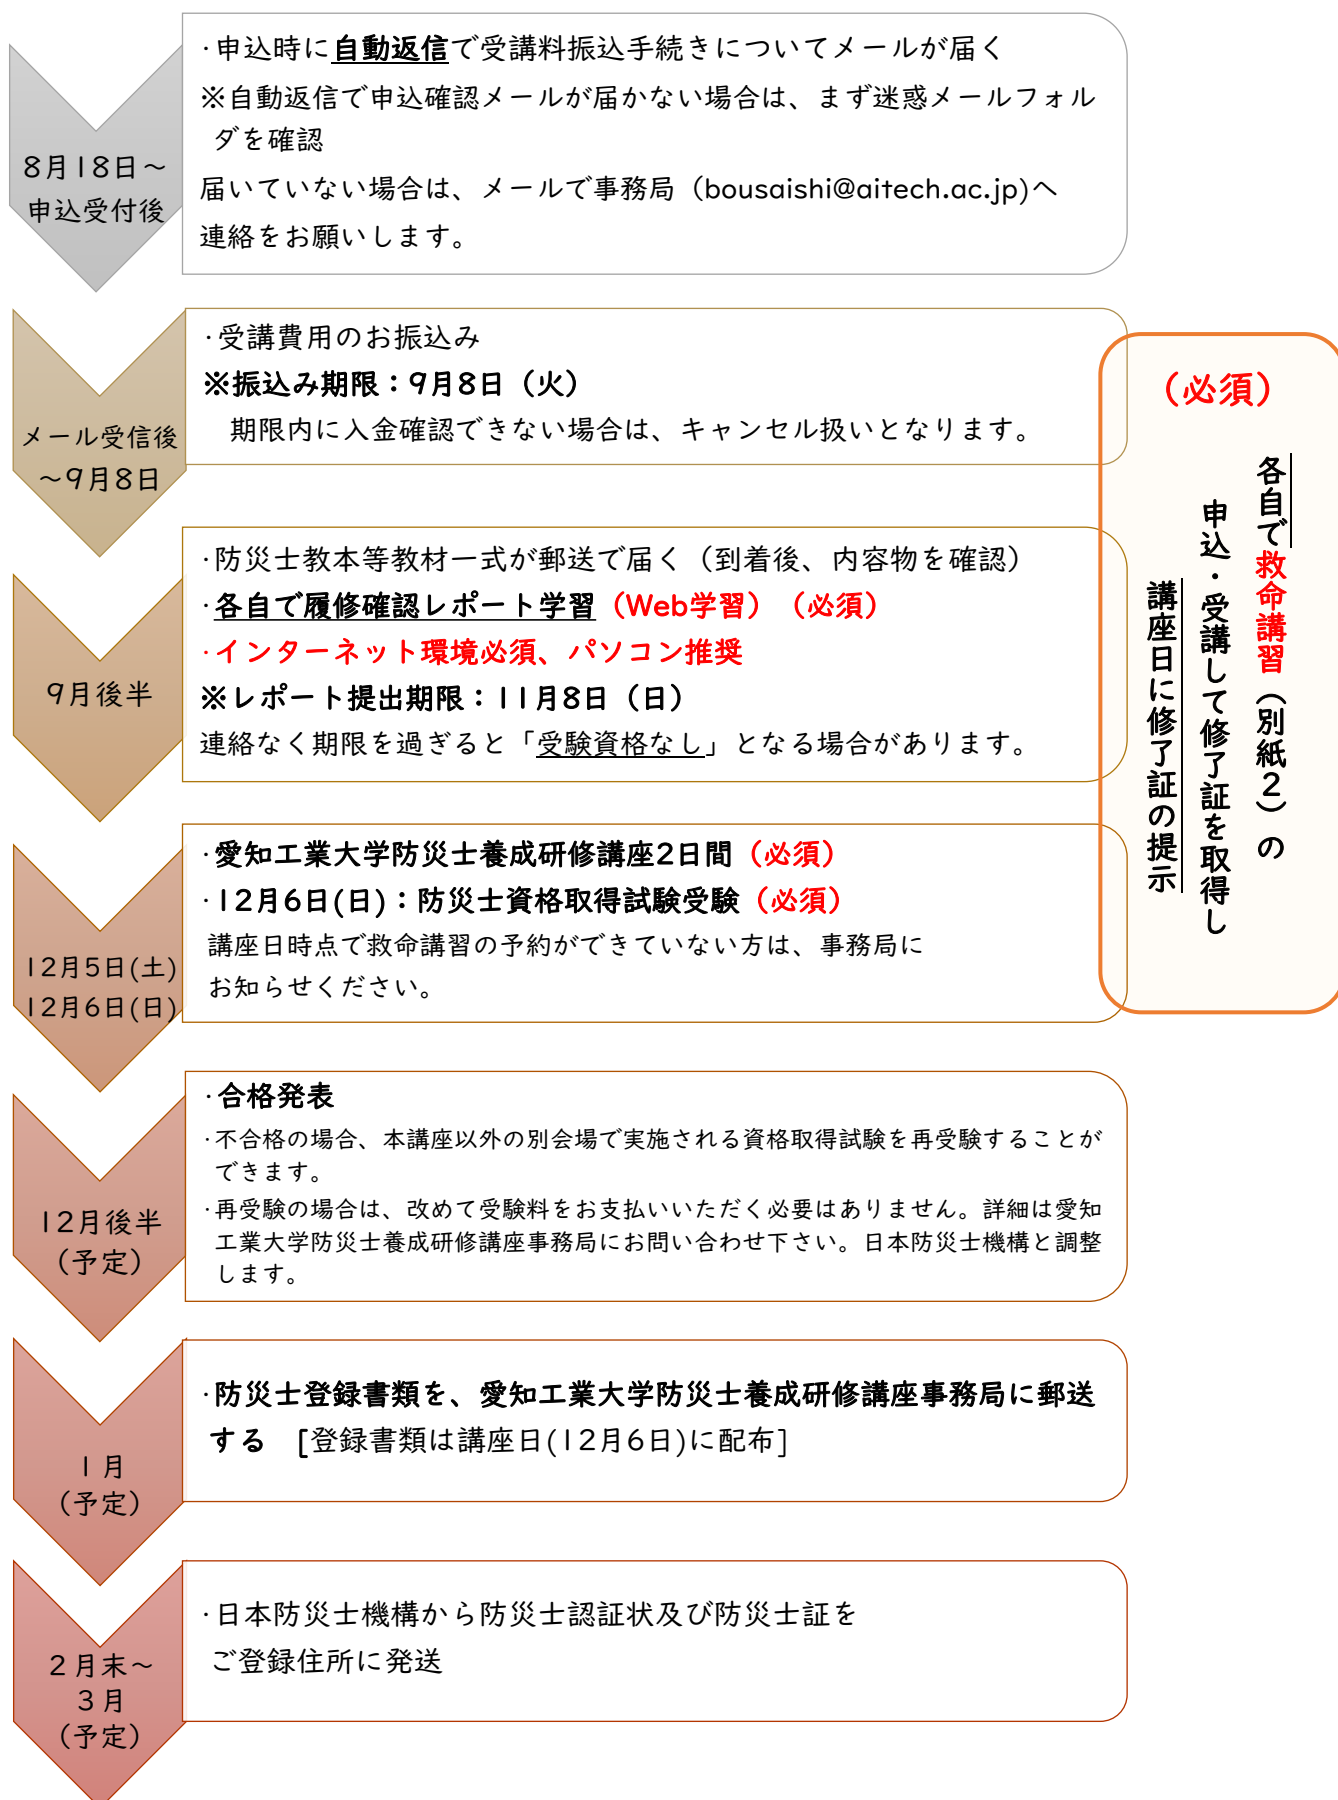 8月18日～
申込受付後
・申込時に自動返信で受講料振込手続きについてメールが届く
※自動返信で申込確認メールが届かない場合は、まず迷惑メールフォル
ダを確認
届いていない場合は、メールで事務局（bousaishi@aitech.ac.jp)へ
連絡をお願いします。
メール受信後
～9月8日
・受講費用のお振込み
※振込み期限：9月8日（火）
期限内に入金確認できない場合は、キャンセル扱いとなります。
9月後半
・防災士教本等教材一式が郵送で届く（到着後、内容物を確認）
・各自で履修確認レポート学習（Web学習）（必須）
・インターネット環境必須、パソコン推奨
※レポート提出期限：11月8日（日）
連絡なく期限を過ぎると「受験資格なし」となる場合があります。
12月5日(土)
12月6日(日)
・愛知工業大学防災士養成研修講座2日間（必須）
・12月6日(日)：防災士資格取得試験受験（必須）
講座日時点で救命講習の予約ができていない方は、事務局に
お知らせください。
（必須）
各自で救命講習（別紙２）の
申込・受講して修了証を取得し
講座日に修了証の提示
12月後半
（予定）
・合格発表
・不合格の場合、本講座以外の別会場で実施される資格取得試験を再受験することが
できます。
・再受験の場合は、改めて受験料をお支払いいただく必要はありません。詳細は愛知
工業大学防災士養成研修講座事務局にお問い合わせ下さい。日本防災士機構と調整
します。
1月
（予定）
・防災士登録書類を、愛知工業大学防災士養成研修講座事務局に郵送
する　[登録書類は講座日(12月6日)に配布]
２月末～
３月
（予定）
・日本防災士機構から防災士認証状及び防災士証を
ご登録住所に発送